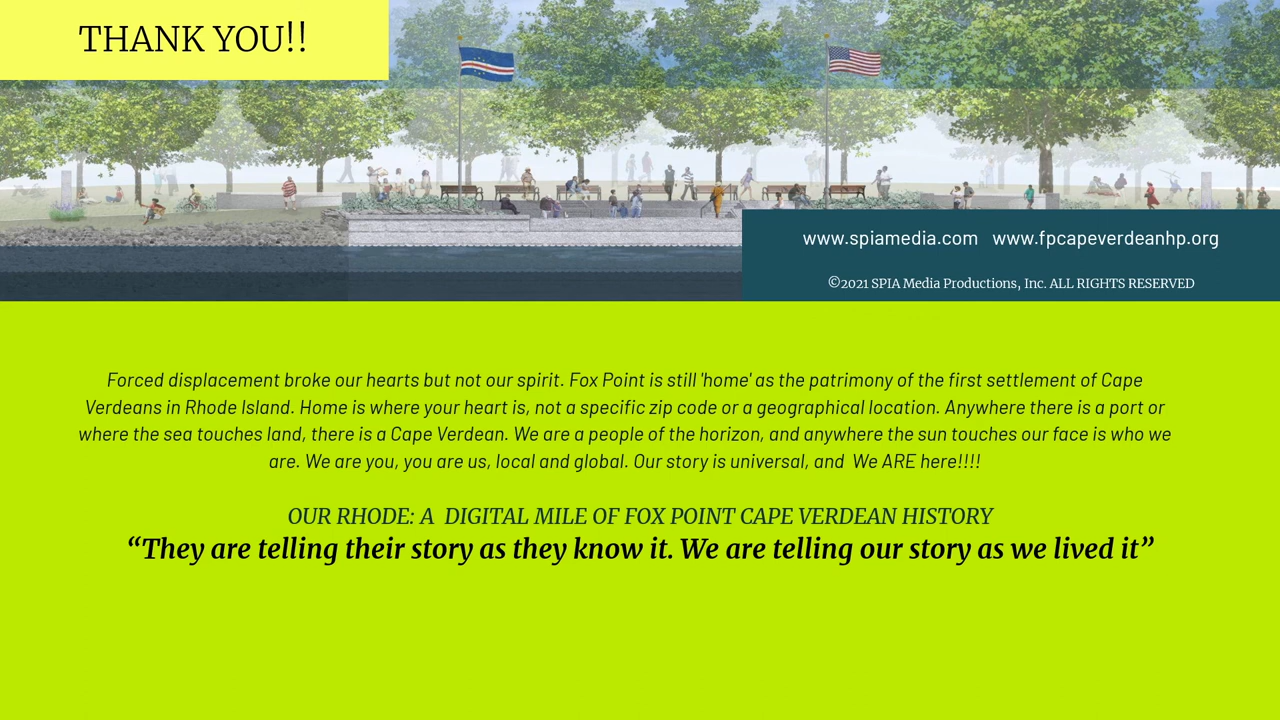 THANK YOU!!
www.spiamedia.com www.fpcapeverdeanhp.org
©2021 SPIA Media Productions, Inc. ALL RIGHTS RESERVED
Forced displacement broke our hearts but not our spirit. Fox Point is still 'home' as the patrimony of the first settlement of Cape
Verdeans in Rhode Island. Home is where your heart is, not a specific zip code or a geographical location. Anywhere there is a port or
where the sea touches land, there is a Cape Verdean. We are a people of the horizon, and anywhere the sun touches our face is who we
are. We are you, you are us, local and global. Our story is universal, and We ARE here!!!!
OUR RHODE: A DIGITAL MILE OF FOX POINT CAPE VERDEAN HISTORY
“They are telling their story as they know it. We are telling our story as we lived it”